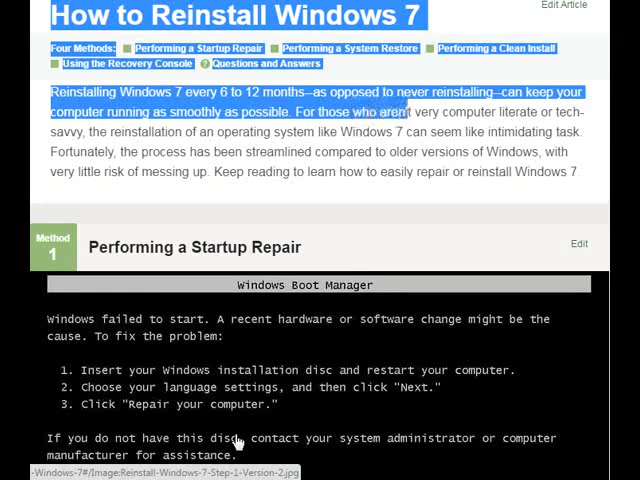 How to Reinstall Windows 7
Edit Article
Four Methods: Performing a Startup Repair Performing a System Restore Performing a Clean Install
Using the Recovery Console Questions and Answers
Reinstalling Windows 7 every 6 to 12 months--as opposed to never reinstalling--can keep your
computer running as smoothly as possible. For those who aren't very computer literate or tech-
savvy, the reinstallation of an operating system like Windows 7 can seem like intimidating task.
Fortunately, the process has been streamlined compared to older versions of Windows, with
very little risk of messing up. Keep reading to learn how to easily repair or reinstall Windows 7
Method
1
Performing a Startup Repair
Edit
Windows Boot Manager
Windows failed to start. A recent hardware or software change might be the
cause. To fix the problem:
1. Insert your Windows installation disc and restart your computer.
2. Choose your language settings, and then click "Next."
3. Click "Repair your computer."
If you do not have this disc, contact your system administrator or computer
manufacturer for assistance.
-Windows-7#/Image:Reinstall-Windows-7-Step-1-Version-2.jpg